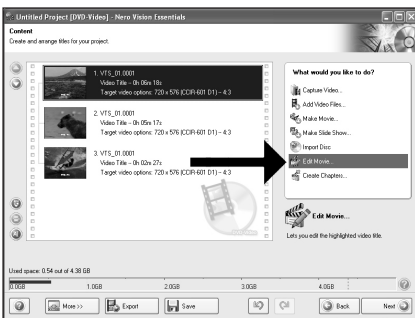 Untitled Project [DVD-Video] - Nero Vision Essentials
Content
Create and arrange titles for your project.
1. VTS_01.0001
Video Title – 0h 06m 18s
Target video options: 720 x 576 (CCIR-601 D1) – 4:3
2. VTS_01.0001
Video Title – 0h 05m 17s
Target video options: 720 x 576 (CCIR-601 D1) – 4:3
3. VTS_01.0001
Video Title – 0h 02m 27s
Target video options: 720 x 576 (CCIR-601 D1) – 4:3
What would you like to do?
Capture Video...
Add Video Files...
Make Movie...
Make Slide Show...
Import Disc
Edit Movie...
Create Chapters...
Edit Movie...
Lets you edit the highlighted video title.
Used space: 0.54 out of 4.38 GB
0.0GB 1.0GB 2.0GB 3.0GB 4.0GB
More >> Export Save Back Next